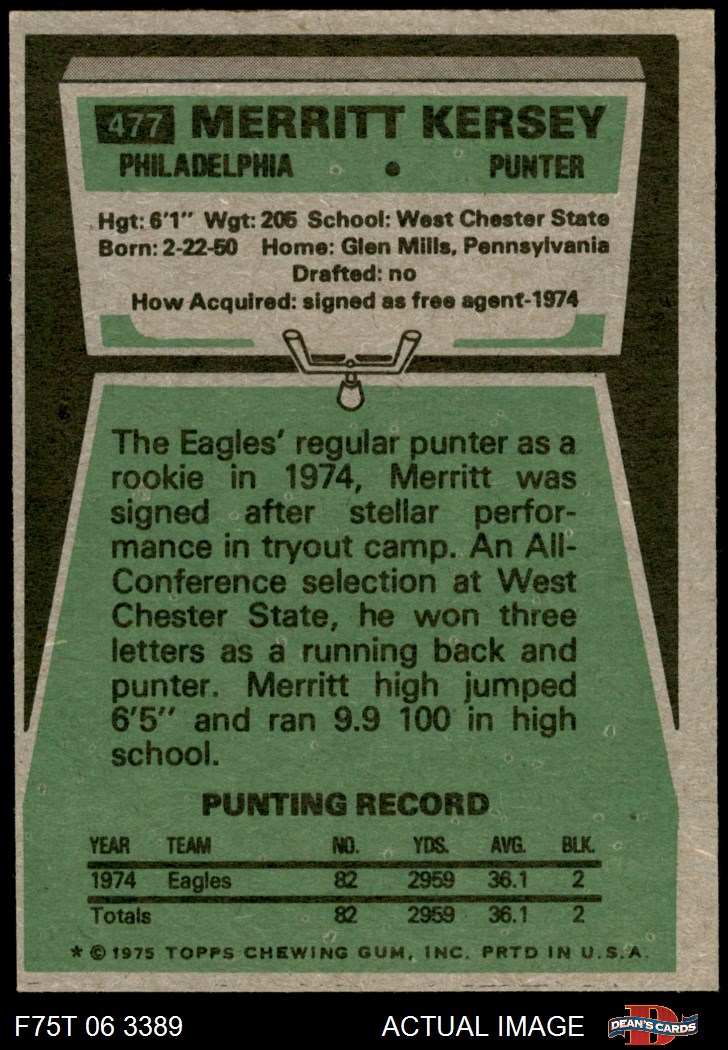 477 MERRITT KERSEY
PHILADELPHIA • PUNTER
Hgt: 6'1" Wgt: 205 School: West Chester State
Born: 2-22-50 Home: Glen Mills, Pennsylvania
Drafted: no
How Acquired: signed as free agent-1974
The Eagles' regular punter as a
rookie in 1974, Merritt was
signed after stellar perfor-
mance in tryout camp. An All-
Conference selection at West
Chester State, he won three
letters as a running back and
punter. Merritt high jumped
6'5" and ran 9.9 100 in high
school.
PUNTING RECORD
YEAR TEAM NO. YDS. AVG. BLK.
1974 Eagles 82 2959 36.1 2
Totals 82 2959 36.1 2
* © 1975 TOPPS CHEWING GUM, INC. PRTD IN U.S.A.
F75T 06 3389 ACTUAL IMAGE D DEAN'S CARDS